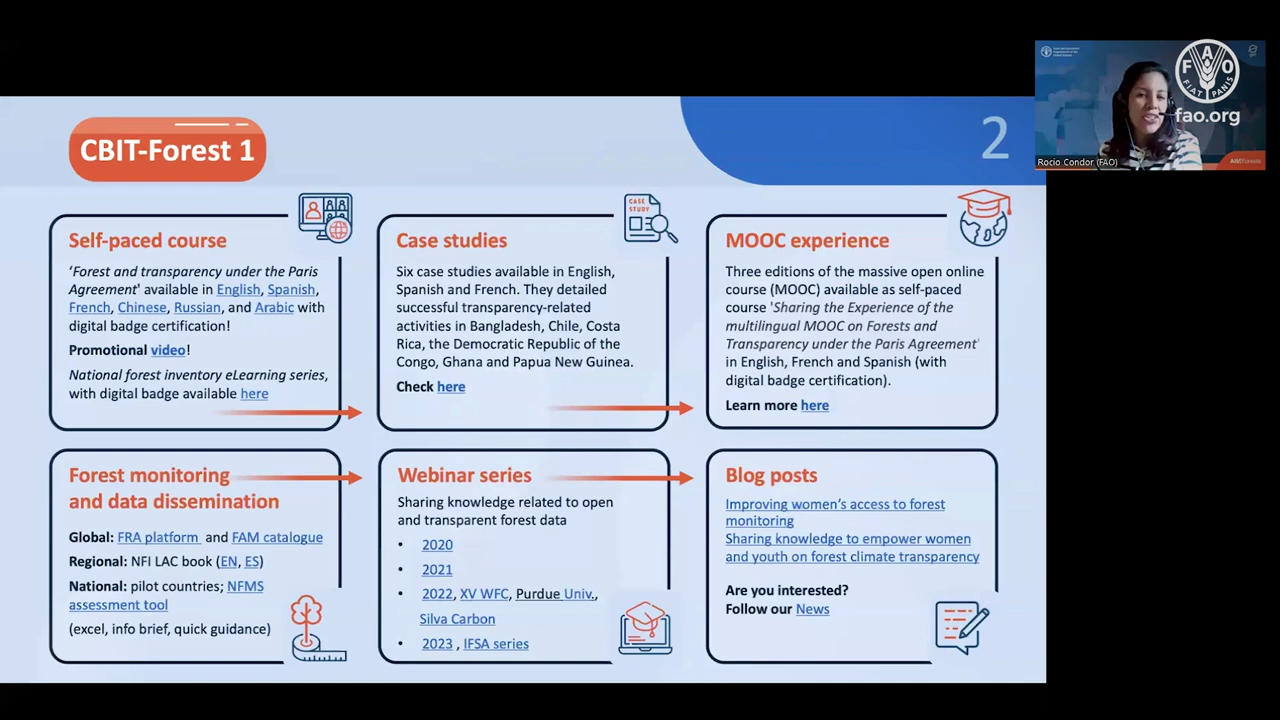 CBIT-Forest 1
2
Self-paced course
‘Forest and transparency under the Paris
Agreement' available in English, Spanish,
French, Chinese, Russian, and Arabic with
digital badge certification!
Promotional video!
National forest inventory eLearning series,
with digital badge available here
CASE
STUDY
Case studies
Six case studies available in English,
Spanish and French. They detailed
successful transparency-related
activities in Bangladesh, Chile, Costa
Rica, the Democratic Republic of the
Congo, Ghana and Papua New Guinea.
Check here
MOOC experience
Three editions of the massive open online
course (MOOC) available as self-paced
course 'Sharing the Experience of the
multilingual MOOC on Forests and
Transparency under the Paris Agreement'
in English, French and Spanish (with
digital badge certification).
Learn more here
Forest monitoring
and data dissemination
Global: FRA platform and FAM catalogue
Regional: NFI LAC book (EN, ES)
National: pilot countries; NFMS
assessment tool
(excel, info brief, quick guidance)
Webinar series
Sharing knowledge related to open
and transparent forest data
• 2020
• 2021
• 2022, XV WFC, Purdue Univ.,
Silva Carbon
• 2023 , IFSA series
Blog posts
Improving women’s access to forest
monitoring
Sharing knowledge to empower women
and youth on forest climate transparency
Are you interested?
Follow our News
FAO
FIAT PANIS
fao.org
Rocio Condor (FAO)